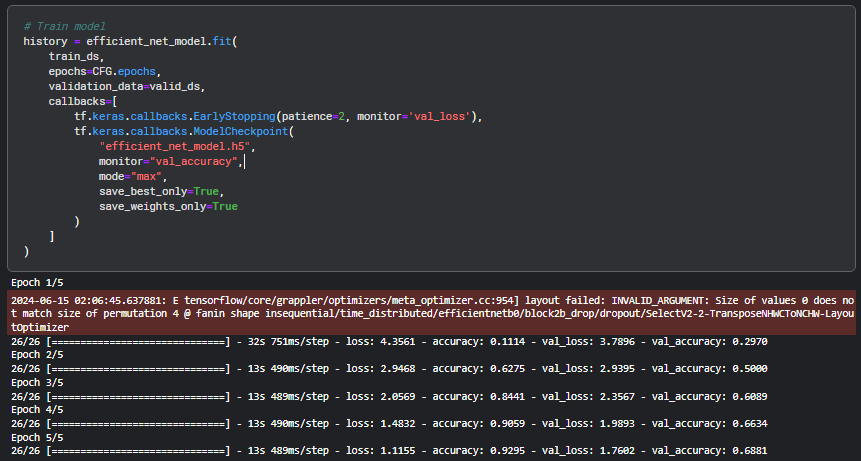 # Train model
history = efficient_net_model.fit(
    train_ds,
    epochs=CFG.epochs,
    validation_data=valid_ds,
    callbacks=[
        tf.keras.callbacks.EarlyStopping(patience=2, monitor='val_loss'),
        tf.keras.callbacks.ModelCheckpoint(
            "efficient_net_model.h5",
            monitor="val_accuracy",
            mode="max",
            save_best_only=True,
            save_weights_only=True
        )
    ]
)
Epoch 1/5
2024-06-15 02:06:45.637881: E tensorflow/core/grappler/optimizers/meta_optimizer.cc:954] layout failed: INVALID_ARGUMENT: Size of values 0 does no
t match size of permutation 4 @ fanin shape insequential/time_distributed/efficientnetb0/block2b_drop/dropout/SelectV2-2-TransposeNHWCToNCHW-Layou
tOptimizer
26/26 [==============================] - 32s 751ms/step - loss: 4.3561 - accuracy: 0.1114 - val_loss: 3.7896 - val_accuracy: 0.2970
Epoch 2/5
26/26 [==============================] - 13s 489ms/step - loss: 2.9468 - accuracy: 0.6275 - val_loss: 2.9395 - val_accuracy: 0.5000
Epoch 3/5
26/26 [==============================] - 13s 489ms/step - loss: 2.0569 - accuracy: 0.8441 - val_loss: 2.3567 - val_accuracy: 0.6089
Epoch 4/5
26/26 [==============================] - 13s 490ms/step - loss: 1.4832 - accuracy: 0.9059 - val_loss: 1.9893 - val_accuracy: 0.6634
Epoch 5/5
26/26 [==============================] - 13s 489ms/step - loss: 1.1155 - accuracy: 0.9295 - val_loss: 1.7602 - val_accuracy: 0.6881